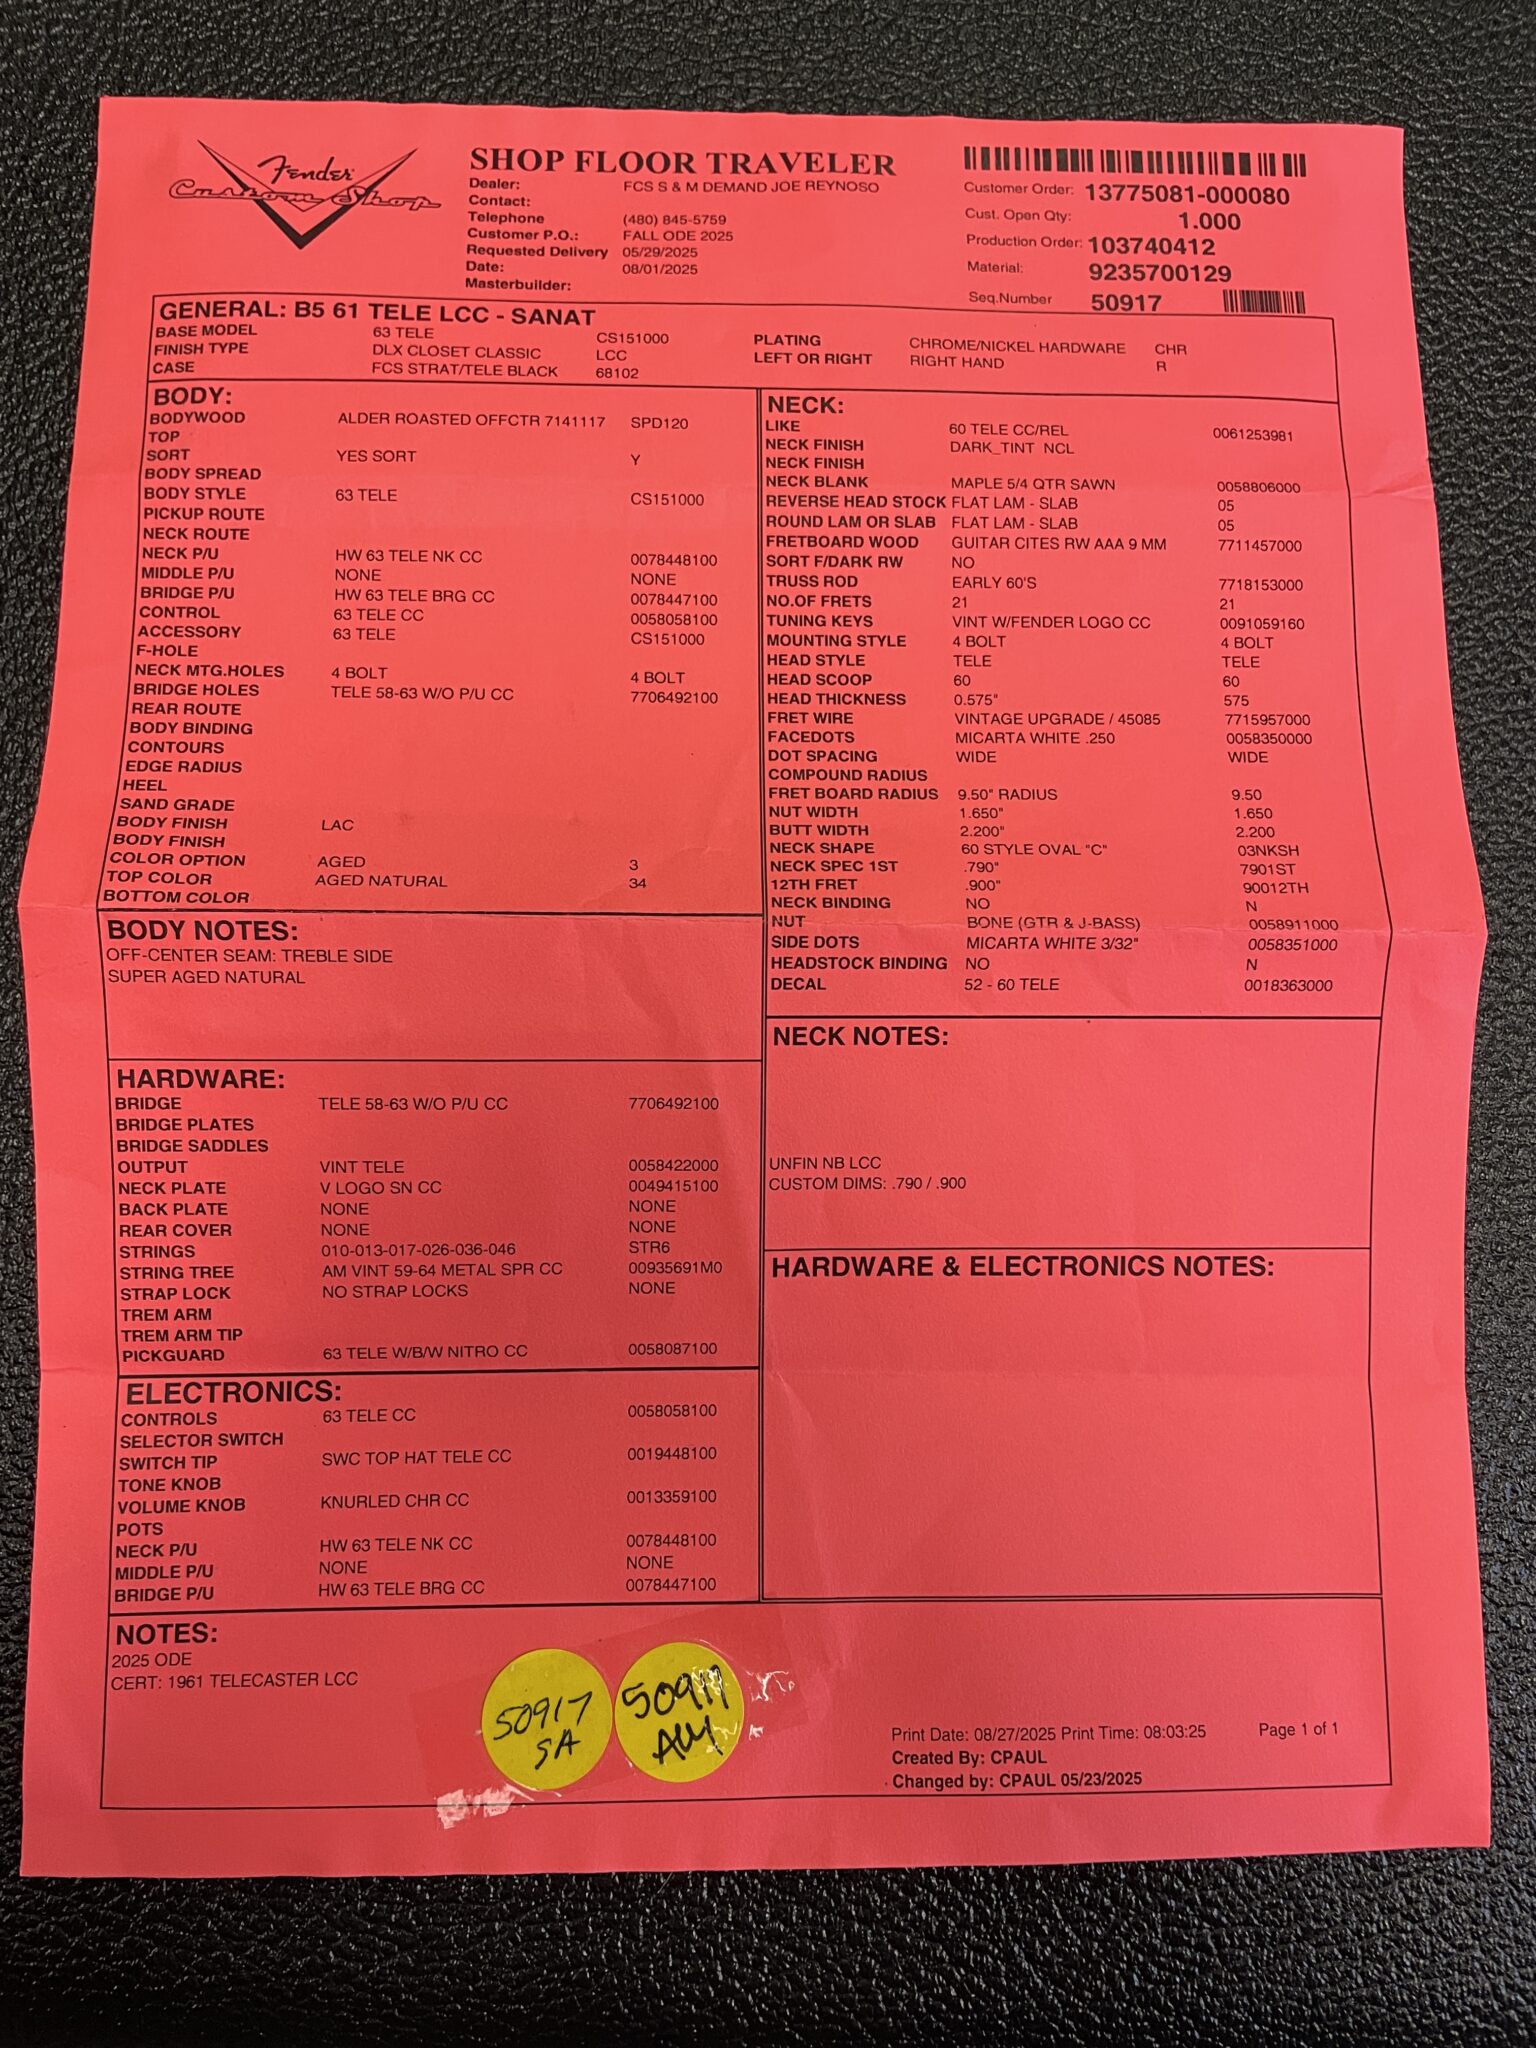 Fender
Custom Shop
SHOP FLOOR TRAVELER
Dealer: FCS S & M DEMAND JOE REYNOSO
Contact:
Telephone (480) 845-5759
Customer P.O.: FALL ODE 2025
Requested Delivery 05/29/2025
Date: 08/01/2025
Masterbuilder:
Customer Order: 13775081-000080
Cust. Open Qty: 1.000
Production Order: 103740412
Material: 9235700129
Seq.Number 50917
GENERAL: B5 61 TELE LCC - SANAT
BASE MODEL 63 TELE CS151000
FINISH TYPE DLX CLOSET CLASSIC LCC
CASE FCS STRAT/TELE BLACK 68102
PLATING CHROME/NICKEL HARDWARE CHR
LEFT OR RIGHT RIGHT HAND R
BODY:
BODYWOOD ALDER ROASTED OFFCTR 7141117 SPD120
TOP
SORT YES SORT Y
BODY SPREAD
BODY STYLE 63 TELE CS151000
PICKUP ROUTE
NECK ROUTE
NECK P/U HW 63 TELE NK CC 0078448100
MIDDLE P/U NONE NONE
BRIDGE P/U HW 63 TELE BRG CC 0078447100
CONTROL 63 TELE CC 0058058100
ACCESSORY 63 TELE CS151000
F-HOLE
NECK MTG.HOLES 4 BOLT 4 BOLT
BRIDGE HOLES TELE 58-63 W/O P/U CC 7706492100
REAR ROUTE
BODY BINDING
CONTOURS
EDGE RADIUS
HEEL
SAND GRADE
BODY FINISH LAC
BODY FINISH
COLOR OPTION AGED 3
TOP COLOR AGED NATURAL 34
BOTTOM COLOR
BODY NOTES:
OFF-CENTER SEAM: TREBLE SIDE
SUPER AGED NATURAL
HARDWARE:
BRIDGE TELE 58-63 W/O P/U CC 7706492100
BRIDGE PLATES
BRIDGE SADDLES
OUTPUT VINT TELE 0058422000
NECK PLATE V LOGO SN CC 0049415100
BACK PLATE NONE NONE
REAR COVER NONE NONE
STRINGS 010-013-017-026-036-046 STR6
STRING TREE AM VINT 59-64 METAL SPR CC 00935691M0
STRAP LOCK NO STRAP LOCKS NONE
TREM ARM
TREM ARM TIP
PICKGUARD 63 TELE W/B/W NITRO CC 0058087100
ELECTRONICS:
CONTROLS 63 TELE CC 0058058100
SELECTOR SWITCH
SWITCH TIP SWC TOP HAT TELE CC 0019448100
TONE KNOB
VOLUME KNOB KNURLED CHR CC 0013359100
POTS
NECK P/U HW 63 TELE NK CC 0078448100
MIDDLE P/U NONE NONE
BRIDGE P/U HW 63 TELE BRG CC 0078447100
NECK:
LIKE 60 TELE CC/REL 0061253981
NECK FINISH DARK_TINT NCL
NECK FINISH
NECK BLANK MAPLE 5/4 QTR SAWN 0058806000
REVERSE HEAD STOCK FLAT LAM - SLAB 05
ROUND LAM OR SLAB FLAT LAM - SLAB 05
FRETBOARD WOOD GUITAR CITES RW AAA 9 MM 7711457000
SORT F/DARK RW NO
TRUSS ROD EARLY 60'S 7718153000
NO.OF FRETS 21 21
TUNING KEYS VINT W/FENDER LOGO CC 0091059160
MOUNTING STYLE 4 BOLT 4 BOLT
HEAD STYLE TELE TELE
HEAD SCOOP 60 60
HEAD THICKNESS 0.575" 575
FRET WIRE VINTAGE UPGRADE / 45085 7715957000
FACEDOTS MICARTA WHITE .250 0058350000
DOT SPACING WIDE WIDE
COMPOUND RADIUS
FRET BOARD RADIUS 9.50" RADIUS 9.50
NUT WIDTH 1.650" 1.650
BUTT WIDTH 2.200" 2.200
NECK SHAPE 60 STYLE OVAL "C" 03NKSH
NECK SPEC 1ST .790" 7901ST
12TH FRET .900" 90012TH
NECK BINDING NO N
NUT BONE (GTR & J-BASS) 0058911000
SIDE DOTS MICARTA WHITE 3/32" 0058351000
HEADSTOCK BINDING NO N
DECAL 52 - 60 TELE 0018363000
NECK NOTES:
UNFIN NB LCC
CUSTOM DIMS: .790 / .900
HARDWARE & ELECTRONICS NOTES:
NOTES:
2025 ODE
CERT: 1961 TELECASTER LCC
50917
SA
50917
Print Date: 08/27/2025 Print Time: 08:03:25 Page 1 of 1
Created By: CPAUL
Changed by: CPAUL 05/23/2025